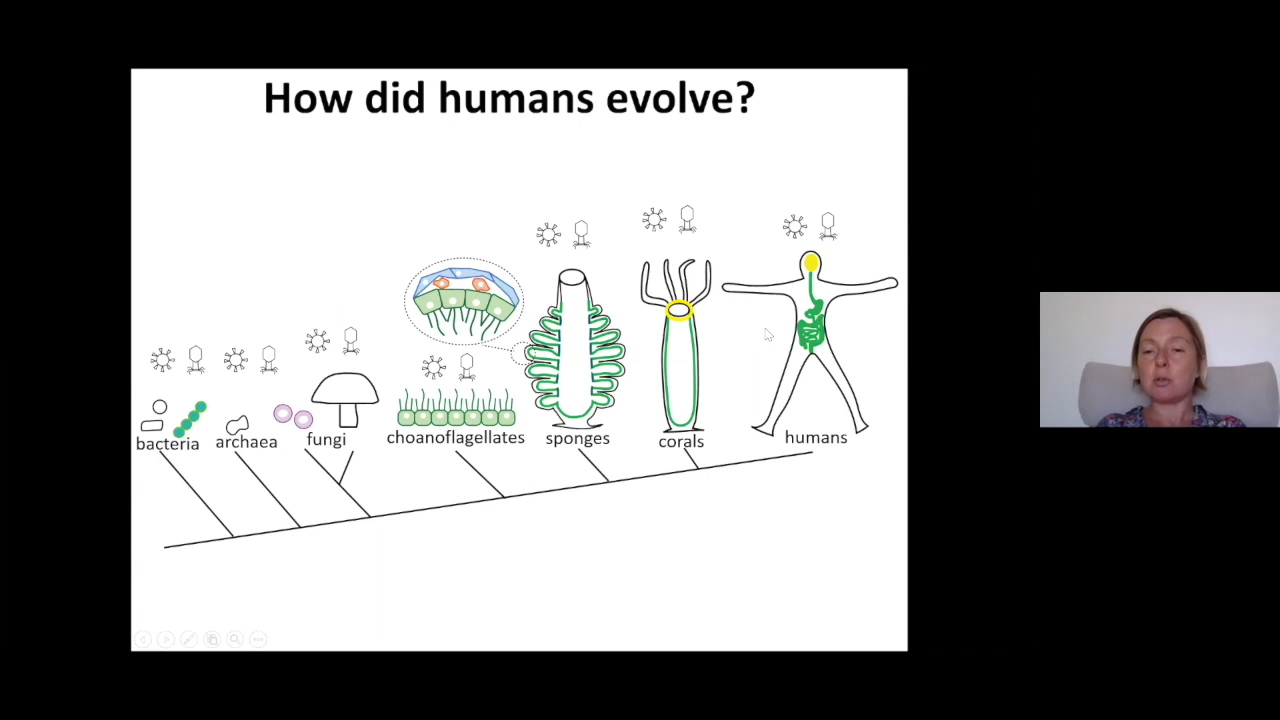 How did humans evolve?
bacteria archaea fungi choanoflagellates sponges corals humans